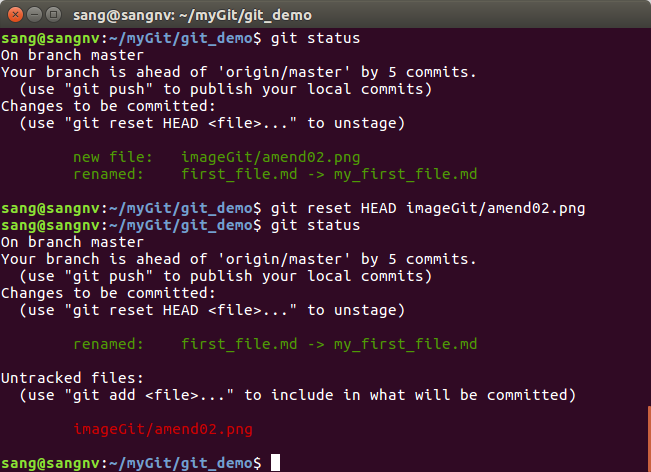 sang@sangnv: ~/myGit/git_demo
sang@sangnv:~/myGit/git_demo$ git status
On branch master
Your branch is ahead of 'origin/master' by 5 commits.
  (use "git push" to publish your local commits)
Changes to be committed:
  (use "git reset HEAD <file>..." to unstage)
        new file:   imageGit/amend02.png
        renamed:    first_file.md -> my_first_file.md
sang@sangnv:~/myGit/git_demo$ git reset HEAD imageGit/amend02.png
sang@sangnv:~/myGit/git_demo$ git status
On branch master
Your branch is ahead of 'origin/master' by 5 commits.
  (use "git push" to publish your local commits)
Changes to be committed:
  (use "git reset HEAD <file>..." to unstage)
        renamed:    first_file.md -> my_first_file.md
Untracked files:
  (use "git add <file>..." to include in what will be committed)
        imageGit/amend02.png
sang@sangnv:~/myGit/git_demo$